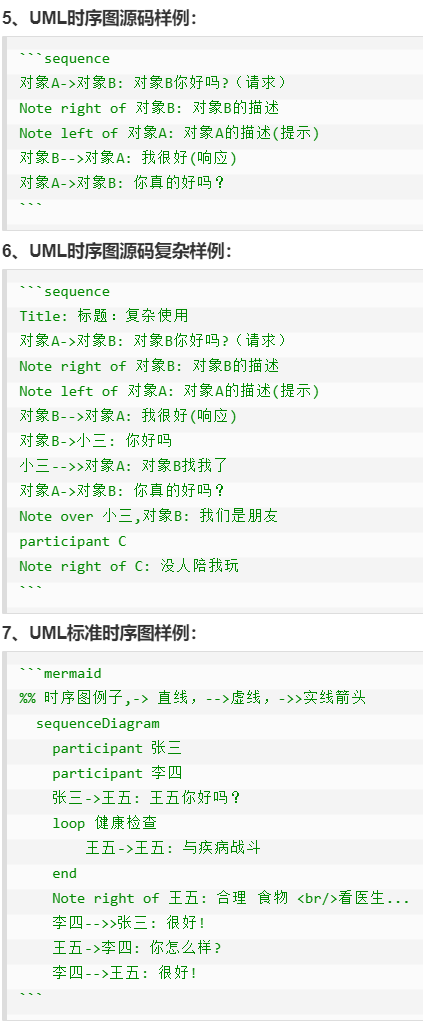 5、UML时序图源码样例：
```sequence
对象A->对象B: 对象B你好吗?（请求）
Note right of 对象B: 对象B的描述
Note left of 对象A: 对象A的描述(提示)
对象B-->对象A: 我很好(响应)
对象A->对象B: 你真的好吗？
```
6、UML时序图源码复杂样例：
```sequence
Title: 标题：复杂使用
对象A->对象B: 对象B你好吗?（请求）
Note right of 对象B: 对象B的描述
Note left of 对象A: 对象A的描述(提示)
对象B-->对象A: 我很好(响应)
对象B->小三: 你好吗
小三-->>对象A: 对象B找我了
对象A->对象B: 你真的好吗？
Note over 小三,对象B: 我们是朋友
participant C
Note right of C: 没人陪我玩
```
7、UML标准时序图样例：
```mermaid
%% 时序图例子,-> 直线，-->虚线，->>实线箭头
  sequenceDiagram
    participant 张三
    participant 李四
    张三->王五: 王五你好吗？
    loop 健康检查
        王五->王五: 与疾病战斗
    end
    Note right of 王五: 合理 食物 <br/>看医生...
    李四-->>张三: 很好!
    王五->李四: 你怎么样?
    李四-->王五: 很好!
```